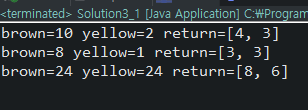 <terminated> Solution3_1 [Java Application] C:₩Program
brown=10 yellow=2 return=[4, 3]
brown=8 yellow=1 return=[3, 3]
brown=24 yellow=24 return=[8, 6]